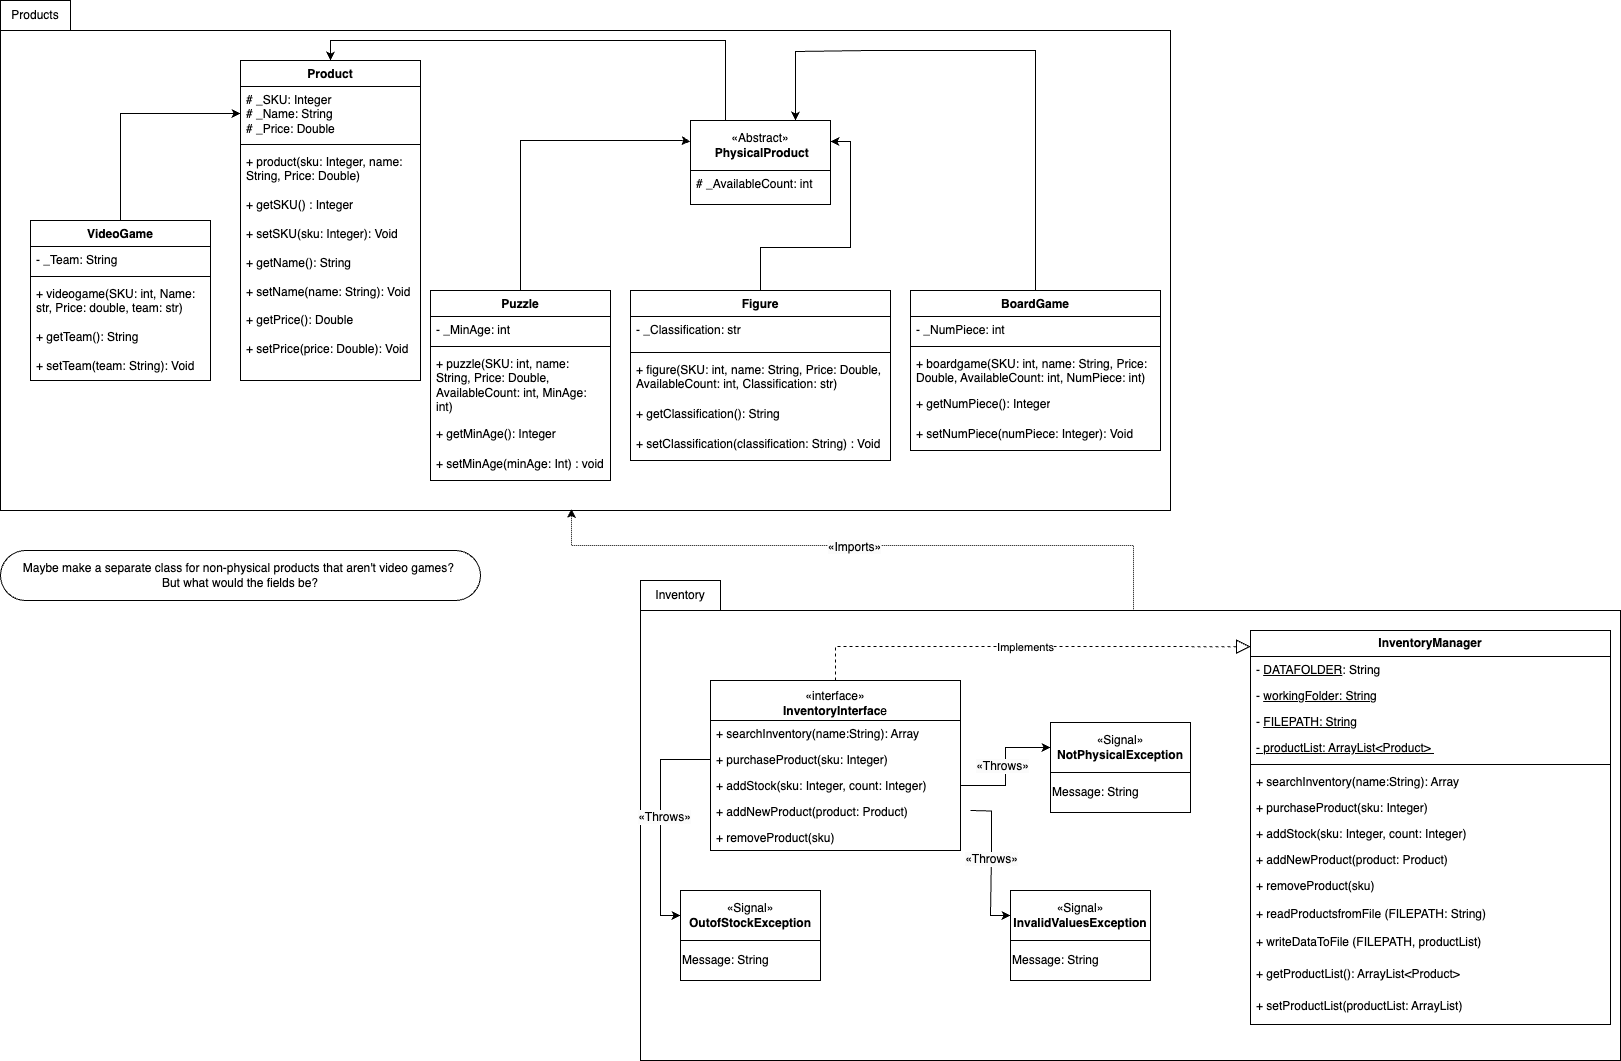 Products
Product
# _SKU: Integer
# _Name: String
# _Price: Double
+ product(sku: Integer, name:
String, Price: Double)
+ getSKU() : Integer
+ setSKU(sku: Integer): Void
+ getName(): String
+ setName(name: String): Void
+ getPrice(): Double
+ setPrice(price: Double): Void
«Abstract»
PhysicalProduct
# _AvailableCount: int
VideoGame
- _Team: String
+ videogame(SKU: int, Name:
str, Price: double, team: str)
+ getTeam(): String
+ setTeam(team: String): Void
Puzzle
- _MinAge: int
+ puzzle(SKU: int, name:
String, Price: Double,
AvailableCount: int, MinAge:
int)
+ getMinAge(): Integer
+ setMinAge(minAge: Int) : void
Figure
- _Classification: str
+ figure(SKU: int, name: String, Price: Double,
AvailableCount: int, Classification: str)
+ getClassification(): String
+ setClassification(classification: String) : Void
BoardGame
- _NumPiece: int
+ boardgame(SKU: int, name: String, Price:
Double, AvailableCount: int, NumPiece: int)
+ getNumPiece(): Integer
+ setNumPiece(numPiece: Integer): Void
«Imports»
Maybe make a separate class for non-physical products that aren't video games?
But what would the fields be?
Inventory
Implements
«interface»
InventoryInterface
+ searchInventory(name:String): Array
+ purchaseProduct(sku: Integer)
+ addStock(sku: Integer, count: Integer)
+ addNewProduct(product: Product)
+ removeProduct(sku)
«Throws»
«Signal»
NotPhysicalException
Message: String
«Throws»
«Throws»
«Signal»
OutofStockException
Message: String
«Signal»
InvalidValuesException
Message: String
InventoryManager
- DATAFOLDER: String
- workingFolder: String
- FILEPATH: String
- productList: ArrayList<Product>
+ searchInventory(name:String): Array
+ purchaseProduct(sku: Integer)
+ addStock(sku: Integer, count: Integer)
+ addNewProduct(product: Product)
+ removeProduct(sku)
+ readProductsfromFile (FILEPATH: String)
+ writeDataToFile (FILEPATH, productList)
+ getProductList(): ArrayList<Product>
+ setProductList(productList: ArrayList)